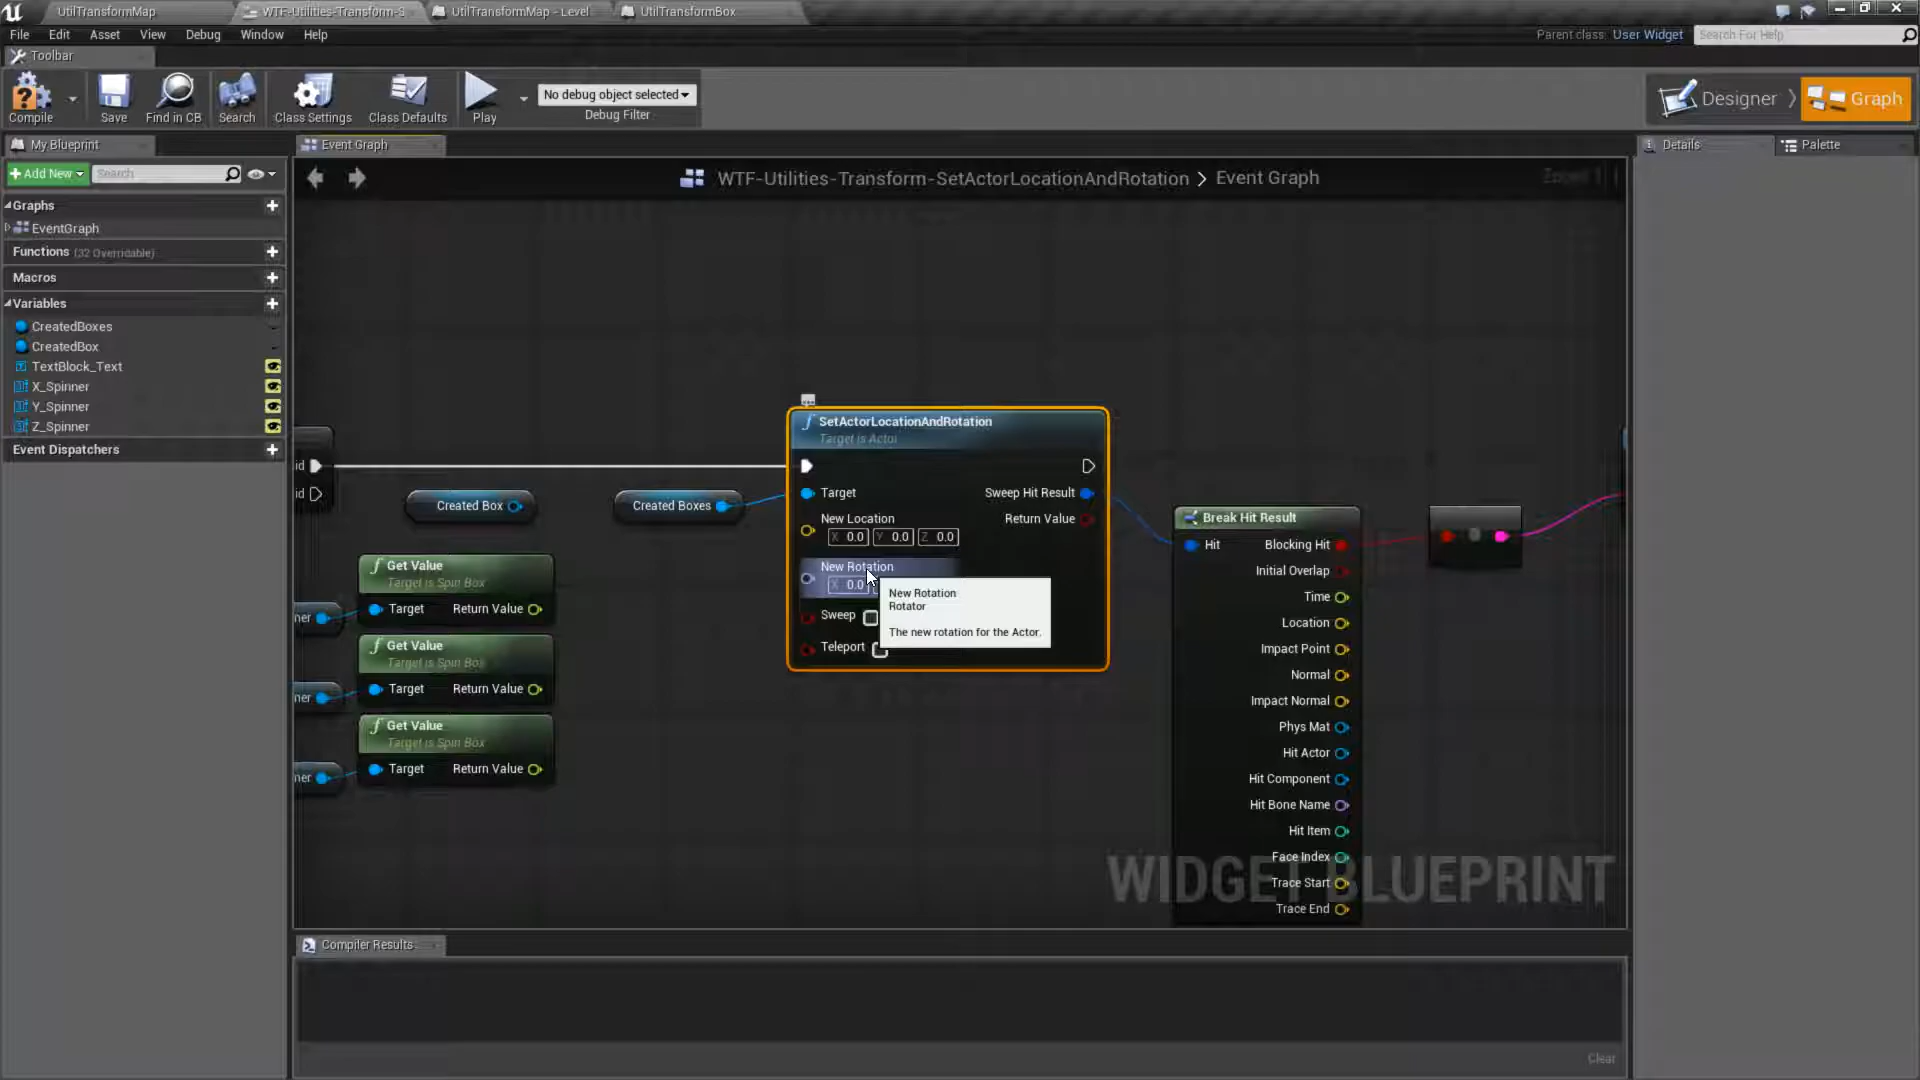 UtilTransformMap
WTF-Utilities-Transform-S
UtilTransformMap - Level
UtilTransformBox
File Edit Asset View Debug Window Help
Parent class: User Widget
Search For Help
Toolbar
Compile
Save
Find in CB
Search
Class Settings
Class Defaults
Play
No debug object selected
Debug Filter
Designer
Graph
My Blueprint
Event Graph
Details
Palette
Add New
Search
WTF-Utilities-Transform-SetActorLocationAndRotation > Event Graph
Graphs
EventGraph
Functions (32 Overridable)
Macros
Variables
CreatedBoxes
CreatedBox
TextBlock_Text
X_Spinner
Y_Spinner
Z_Spinner
Event Dispatchers
id
id
Created Box
Created Boxes
f Get Value
Target is Spin Box
ner
Target Return Value
f Get Value
Target is Spin Box
ner
Target Return Value
f Get Value
Target is Spin Box
ner
Target Return Value
f SetActorLocationAndRotation
Target is Actor
Target
Sweep Hit Result
New Location
Return Value
X 0.0 Y 0.0 Z 0.0
New Rotation
X 0.0
Sweep
Teleport
New Rotation
Rotator
The new rotation for the Actor.
Break Hit Result
Hit
Blocking Hit
Initial Overlap
Time
Location
Impact Point
Normal
Impact Normal
Phys Mat
Hit Actor
Hit Component
Hit Bone Name
Hit Item
Face Index
Trace Start
Trace End
WIDGET BLUEPRINT
Compiler Results
Clear